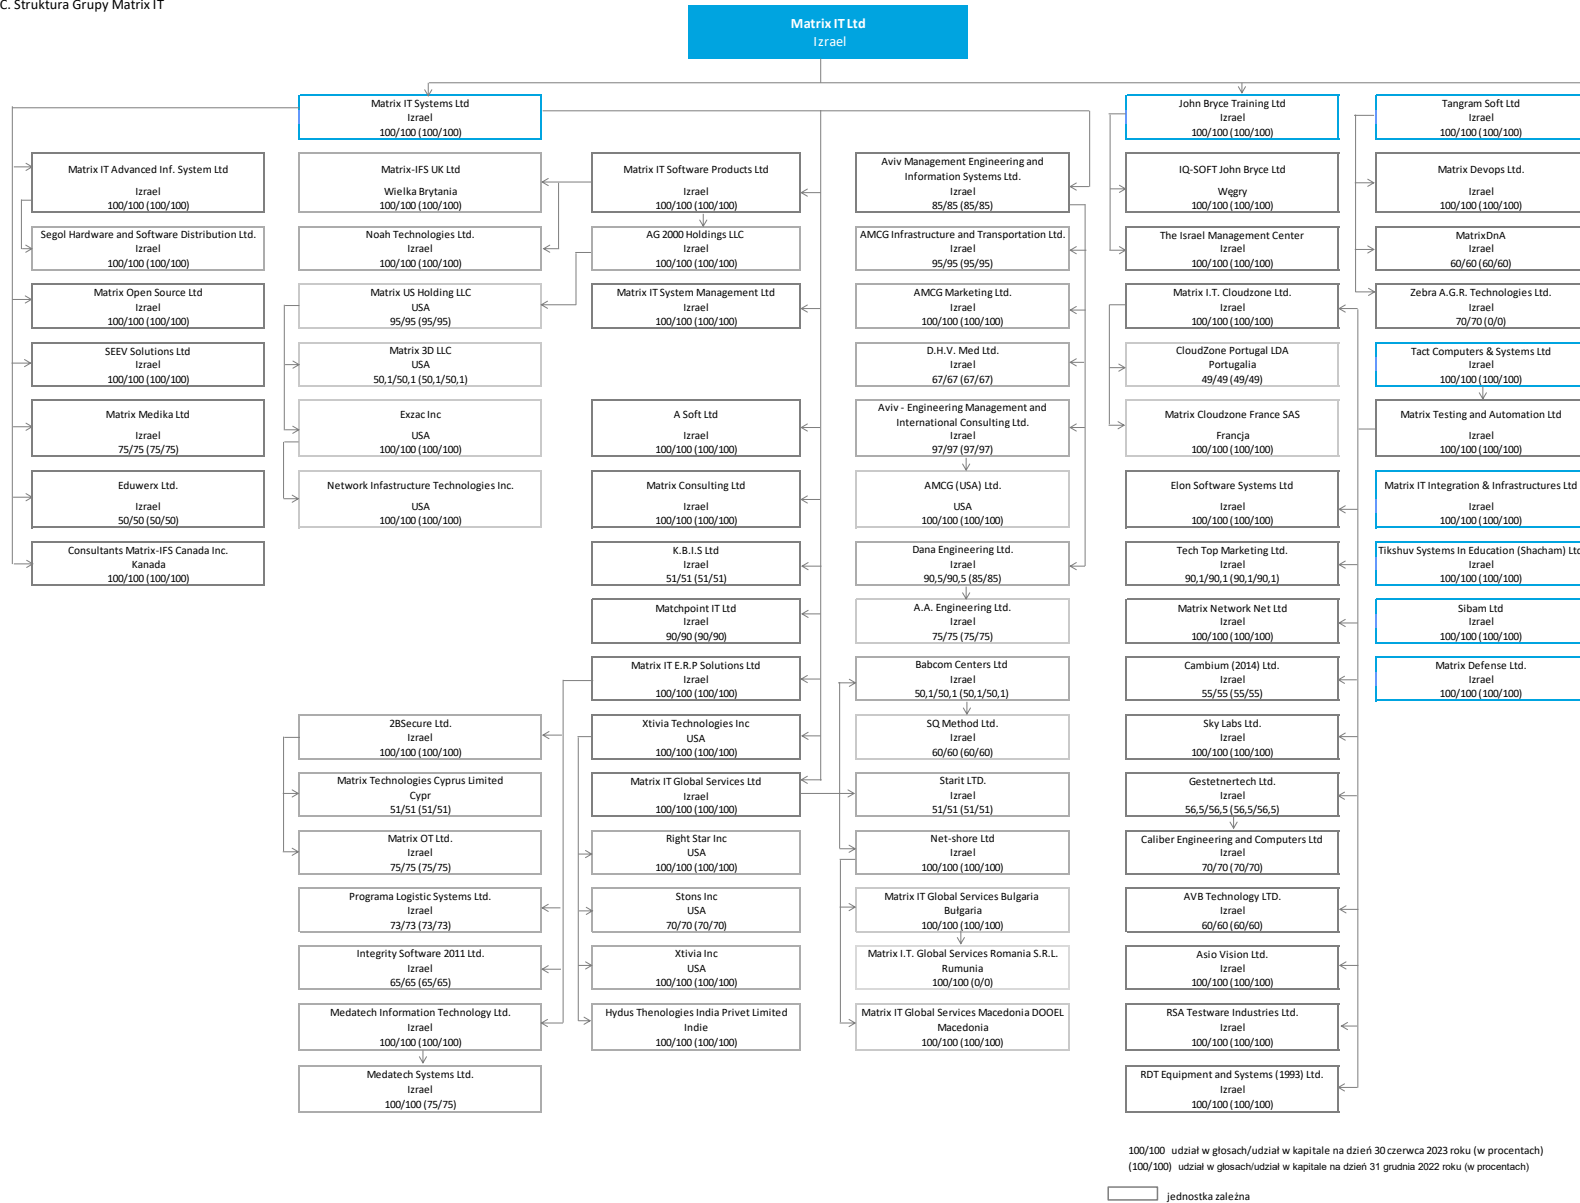 C. Struktura Grupy Matrix IT
Matrix IT Ltd
Izrael
Matrix IT Systems Ltd
Izrael
100/100 (100/100)
John Bryce Training Ltd
Izrael
100/100 (100/100)
Tangram Soft Ltd
Izrael
100/100 (100/100)
Matrix IT Advanced Inf. System Ltd
Izrael
100/100 (100/100)
Matrix-IFS UK Ltd
Wielka Brytania
100/100 (100/100)
Matrix IT Software Products Ltd
Izrael
100/100 (100/100)
Aviv Management Engineering and
Information Systems Ltd.
Izrael
85/85 (85/85)
IQ-SOFT John Bryce Ltd
Węgry
100/100 (100/100)
Matrix Devops Ltd.
Izrael
100/100 (100/100)
Segol Hardware and Software Distribution Ltd.
Izrael
100/100 (100/100)
Noah Technologies Ltd.
Izrael
100/100 (100/100)
AG 2000 Holdings LLC
Izrael
100/100 (100/100)
AMCG Infrastructure and Transportation Ltd.
Izrael
95/95 (95/95)
The Israel Management Center
Izrael
100/100 (100/100)
MatrixDnA
Izrael
60/60 (60/60)
Matrix Open Source Ltd
Izrael
100/100 (100/100)
Matrix US Holding LLC
USA
95/95 (95/95)
Matrix IT System Management Ltd
Izrael
100/100 (100/100)
AMCG Marketing Ltd.
Izrael
100/100 (100/100)
Matrix I.T. Cloudzone Ltd.
Izrael
100/100 (100/100)
Zebra A.G.R. Technologies Ltd.
Izrael
70/70 (0/0)
SEEV Solutions Ltd
Izrael
100/100 (100/100)
Matrix 3D LLC
USA
50,1/50,1 (50,1/50,1)
D.H.V. Med Ltd.
Izrael
67/67 (67/67)
CloudZone Portugal LDA
Portugalia
49/49 (49/49)
Tact Computers & Systems Ltd
Izrael
100/100 (100/100)
Matrix Medika Ltd
Izrael
75/75 (75/75)
Exzac Inc
USA
100/100 (100/100)
A Soft Ltd
Izrael
100/100 (100/100)
Aviv - Engineering Management and
International Consulting Ltd.
Izrael
97/97 (97/97)
Matrix Cloudzone France SAS
Francja
100/100 (100/100)
Matrix Testing and Automation Ltd
Izrael
100/100 (100/100)
Eduwerx Ltd.
Izrael
50/50 (50/50)
Network Infastructure Technologies Inc.
USA
100/100 (100/100)
Matrix Consulting Ltd
Izrael
100/100 (100/100)
AMCG (USA) Ltd.
USA
100/100 (100/100)
Elon Software Systems Ltd
Izrael
100/100 (100/100)
Matrix IT Integration & Infrastructures Ltd
Izrael
100/100 (100/100)
Consultants Matrix-IFS Canada Inc.
Kanada
100/100 (100/100)
K.B.I.S Ltd
Izrael
51/51 (51/51)
Dana Engineering Ltd.
Izrael
90,5/90,5 (85/85)
Tech Top Marketing Ltd.
Izrael
90,1/90,1 (90,1/90,1)
Tikshuv Systems In Education (Shacham) Ltd
Izrael
100/100 (100/100)
Matchpoint IT Ltd
Izrael
90/90 (90/90)
A.A. Engineering Ltd.
Izrael
75/75 (75/75)
Matrix Network Net Ltd
Izrael
100/100 (100/100)
Sibam Ltd
Izrael
100/100 (100/100)
Matrix IT E.R.P Solutions Ltd
Izrael
100/100 (100/100)
Babcom Centers Ltd
Izrael
50,1/50,1 (50,1/50,1)
Cambium (2014) Ltd.
Izrael
55/55 (55/55)
Matrix Defense Ltd.
Izrael
100/100 (100/100)
2BSecure Ltd.
Izrael
100/100 (100/100)
Xtivia Technologies Inc
USA
100/100 (100/100)
SQ Method Ltd.
Izrael
60/60 (60/60)
Sky Labs Ltd.
Izrael
100/100 (100/100)
Matrix Technologies Cyprus Limited
Cypr
51/51 (51/51)
Matrix IT Global Services Ltd
Izrael
100/100 (100/100)
Starit LTD.
Izrael
51/51 (51/51)
Gestetnertech Ltd.
Izrael
56,5/56,5 (56,5/56,5)
Matrix OT Ltd.
Izrael
75/75 (75/75)
Right Star Inc
USA
100/100 (100/100)
Net-shore Ltd
Izrael
100/100 (100/100)
Caliber Engineering and Computers Ltd
Izrael
70/70 (70/70)
Programa Logistic Systems Ltd.
Izrael
73/73 (73/73)
Stons Inc
USA
70/70 (70/70)
Matrix IT Global Services Bulgaria
Bułgaria
100/100 (100/100)
AVB Technology LTD.
Izrael
60/60 (60/60)
Integrity Software 2011 Ltd.
Izrael
65/65 (65/65)
Xtivia Inc
USA
100/100 (100/100)
Matrix I.T. Global Services Romania S.R.L.
Rumunia
100/100 (0/0)
Asio Vision Ltd.
Izrael
100/100 (100/100)
Medatech Information Technology Ltd.
Izrael
100/100 (100/100)
Hydus Thenologies India Privet Limited
Indie
100/100 (100/100)
Matrix IT Global Services Macedonia DOOEL
Macedonia
100/100 (100/100)
RSA Testware Industries Ltd.
Izrael
100/100 (100/100)
Medatech Systems Ltd.
Izrael
100/100 (75/75)
RDT Equipment and Systems (1993) Ltd.
Izrael
100/100 (100/100)
100/100 udział w głosach/udział w kapitale na dzień 30 czerwca 2023 roku (w procentach)
(100/100) udział w głosach/udział w kapitale na dzień 31 grudnia 2022 roku (w procentach)
jednostka zależna